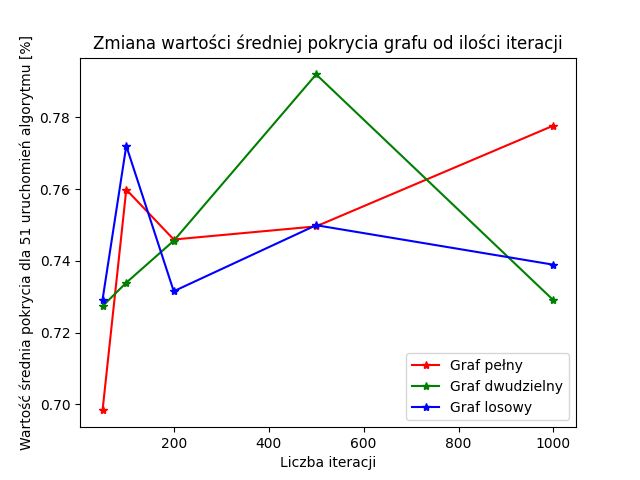 Zmiana wartości średniej pokrycia grafu od ilości iteracji
Wartość średnia pokrycia dla 51 uruchomień algorytmu [%]
0.78
0.76
0.74
0.72
0.70
Graf pełny
Graf dwudzielny
Graf losowy
200
400
600
800
1000
Liczba iteracji